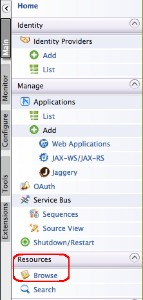 Home
Identity
Identity Providers
Add
List
Manage
Applications
List
Add
Web Applications
JAX-WS/JAX-RS
Jaggery
OAuth
Service Bus
Sequences
Source View
Shutdown/Restart
Resources
Browse
Search
Main
Monitor
Configure
Tools
Extensions